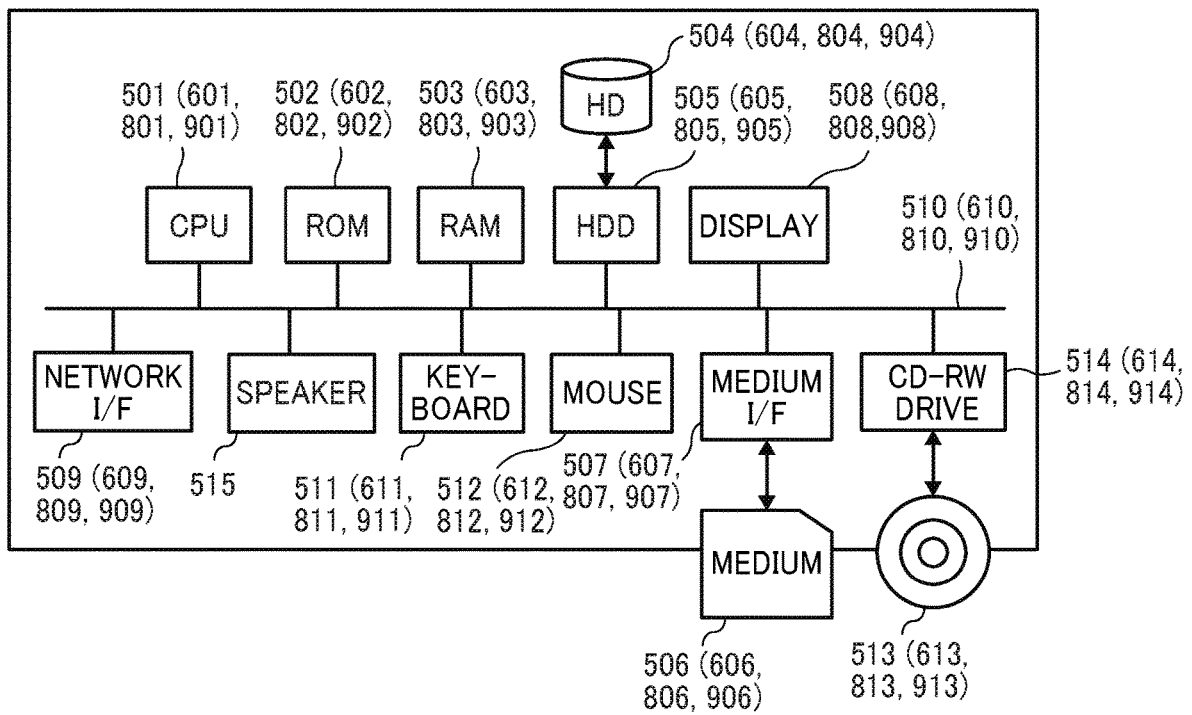 504 (604, 804, 904)
501 (601,
801, 901)
502 (602,
802, 902)
503 (603,
803, 903)
HD
505 (605,
805, 905)
508 (608,
808,908)
CPU
ROM
RAM
HDD
DISPLAY
510 (610,
810, 910)
NETWORK
I/F
SPEAKER
KEY-
BOARD
MOUSE
MEDIUM
I/F
CD-RW
DRIVE
514 (614,
814, 914)
509 (609,
809, 909)
515
511 (611,
811, 911)
512 (612,
812, 912)
507 (607,
807, 907)
MEDIUM
506 (606,
806, 906)
513 (613,
813, 913)